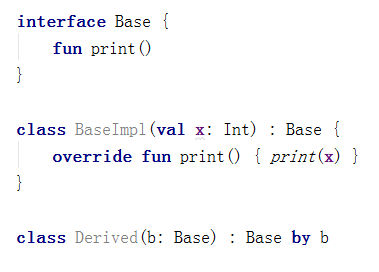 interface Base {
    fun print()
}
class BaseImpl(val x: Int) : Base {
    override fun print() { print(x) }
}
class Derived(b: Base) : Base by b